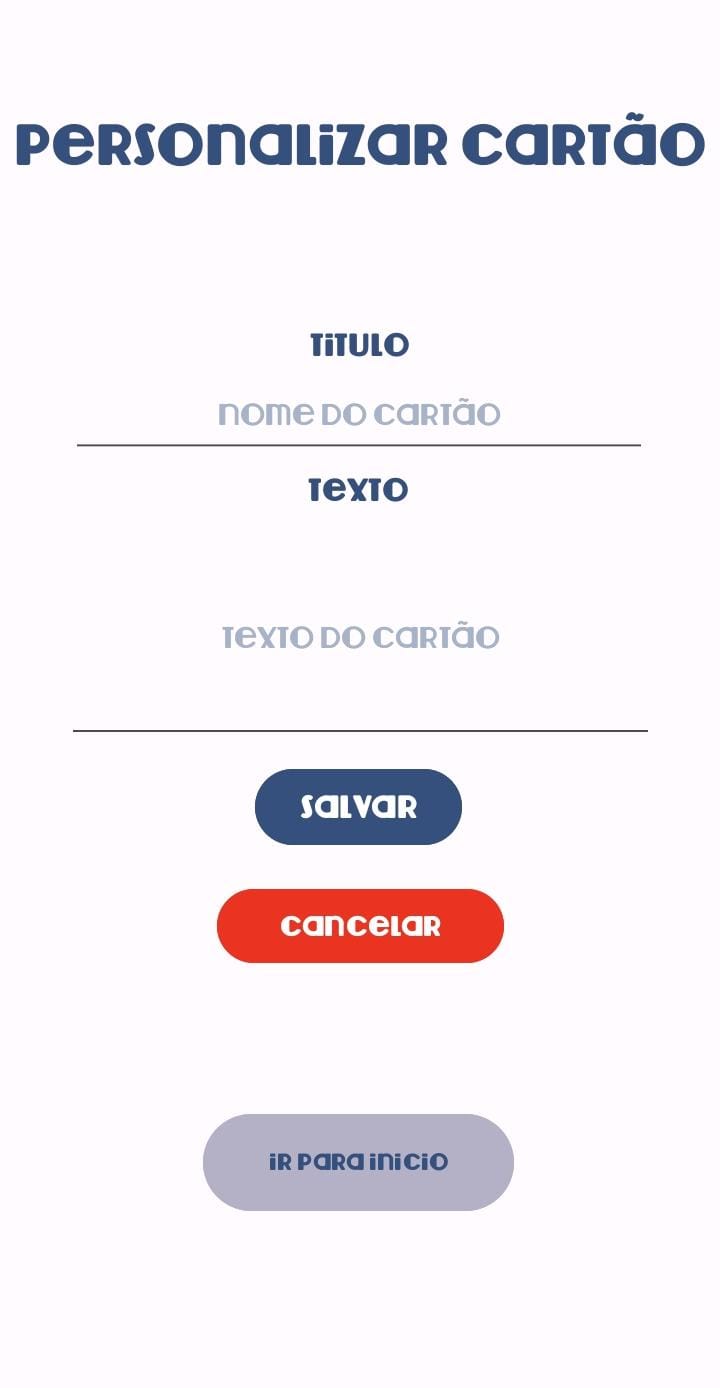 Personalizar Cartão
Titulo
Nome do Cartão
Texto
Texto do Cartão
Salvar
Cancelar
Ir para Inicio